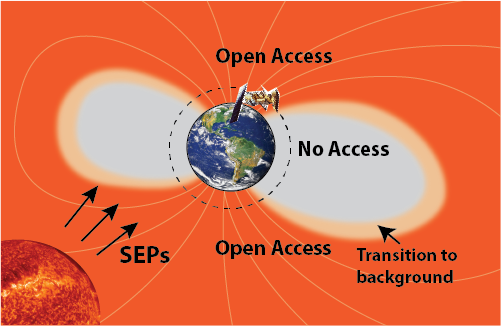 Open Access
No Access
SEPs
Open Access
Transition to
background